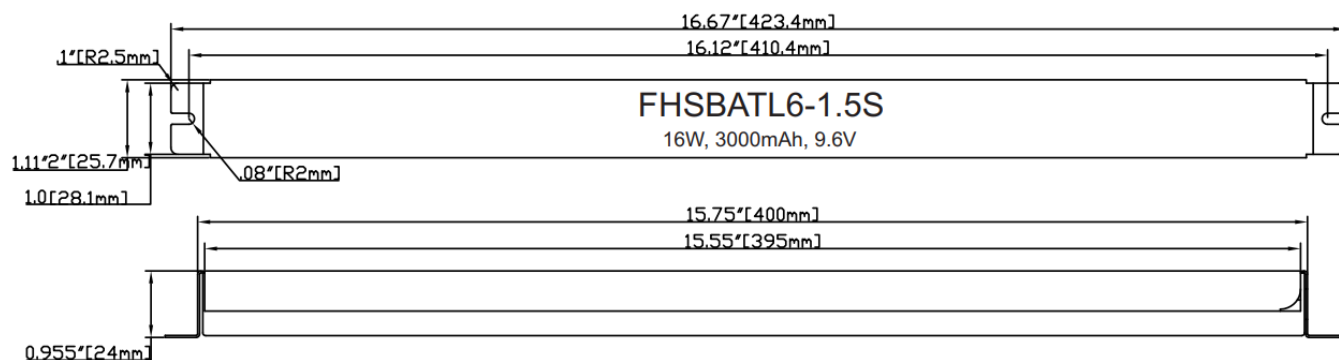 16.67"[423.4mm]
16.12"[410.4mm]
.1"[R2.5mm]
FHSBATL6-1.5S
16W, 3000mAh, 9.6V
1.11"2"[25.7mm]
.08"[R2mm]
1.0[28.1mm]
15.75"[400mm]
15.55"[395mm]
0.955"[24mm]